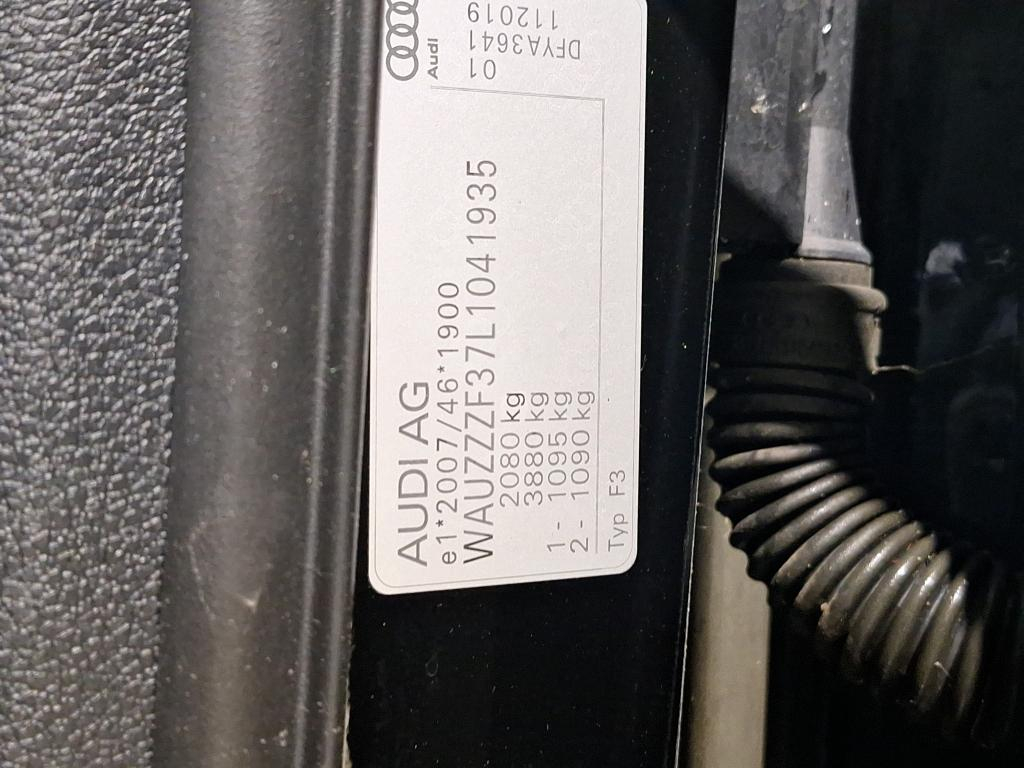 AUDI AG
e1*2007/46*1900
WAUZZZF37L1041935
2080 kg
3880 kg
1 - 1095 kg
2 - 1090 kg
Typ F3
Audi
01
DFYA3641
112019